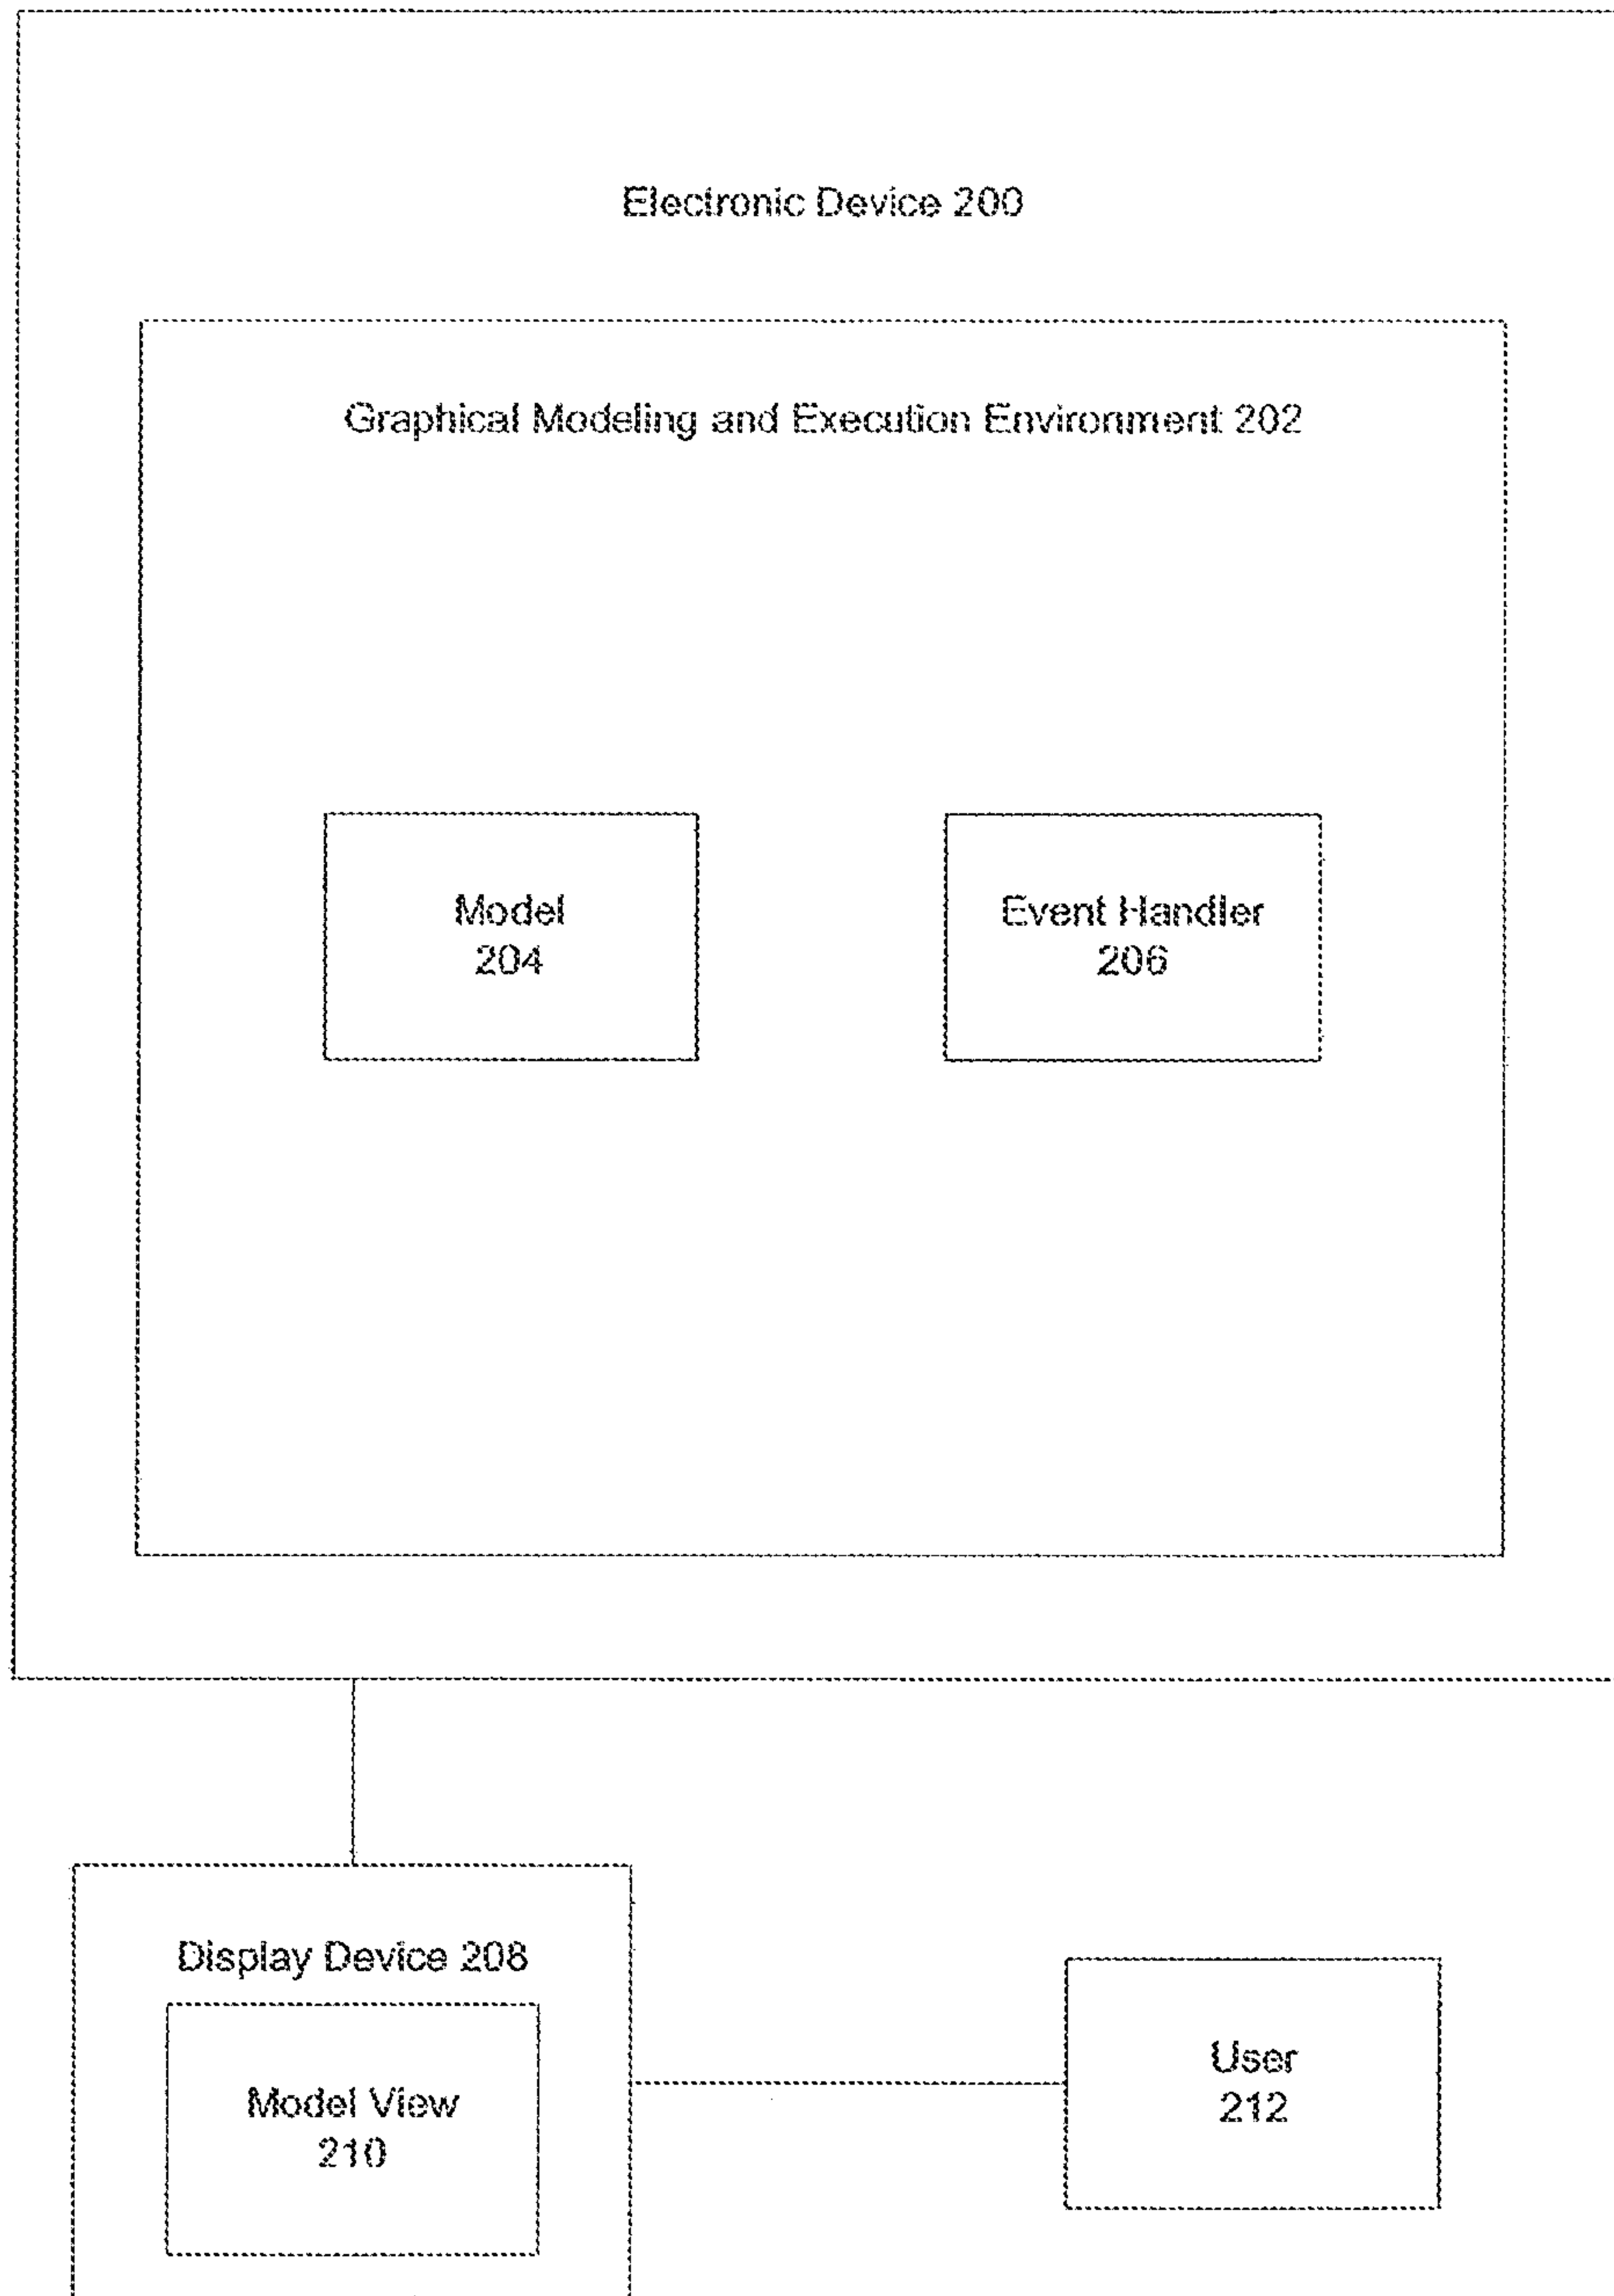 Electronic Device 200
Graphical Modeling and Execution Environment 202
Model
204
Event Handler
206
Display Device 208
Model View
210
User
212